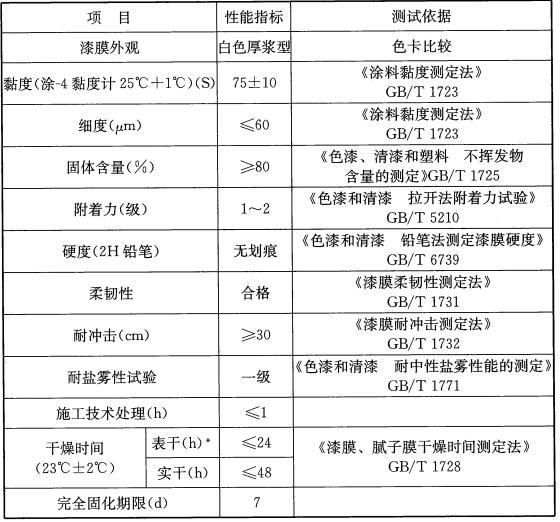 项 目 性能指标 测试依据
漆膜外观 白色厚浆型 色卡比较
黏度(涂-4黏度计25℃+1℃)(S) 75±10 《涂料黏度测定法》
GB/T 1723
细度(μm) ≤60 《涂料黏度测定法》
GB/T 1723
固体含量(%) ≥80 《色漆、清漆和塑料 不挥发物
含量的测定》GB/T 1725
附着力(级) 1～2 《色漆和清漆 拉开法附着力试验》
GB/T 5210
硬度(2H铅笔) 无划痕 《色漆和清漆 铅笔法测定漆膜硬度》
GB/T 6739
柔韧性 合格 《漆膜柔韧性测定法》
GB/T 1731
耐冲击(cm) ≥30 《漆膜耐冲击测定法》
GB/T 1732
耐盐雾性试验 一级 《色漆和清漆 耐中性盐雾性能的测定》
GB/T 1771
施工技术处理(h) ≤1
干燥时间
(23℃±2℃)
表干(h)* ≤24
实干(h) ≤48
《漆膜、腻子膜干燥时间测定法》
GB/T 1728
完全固化期限(d) 7